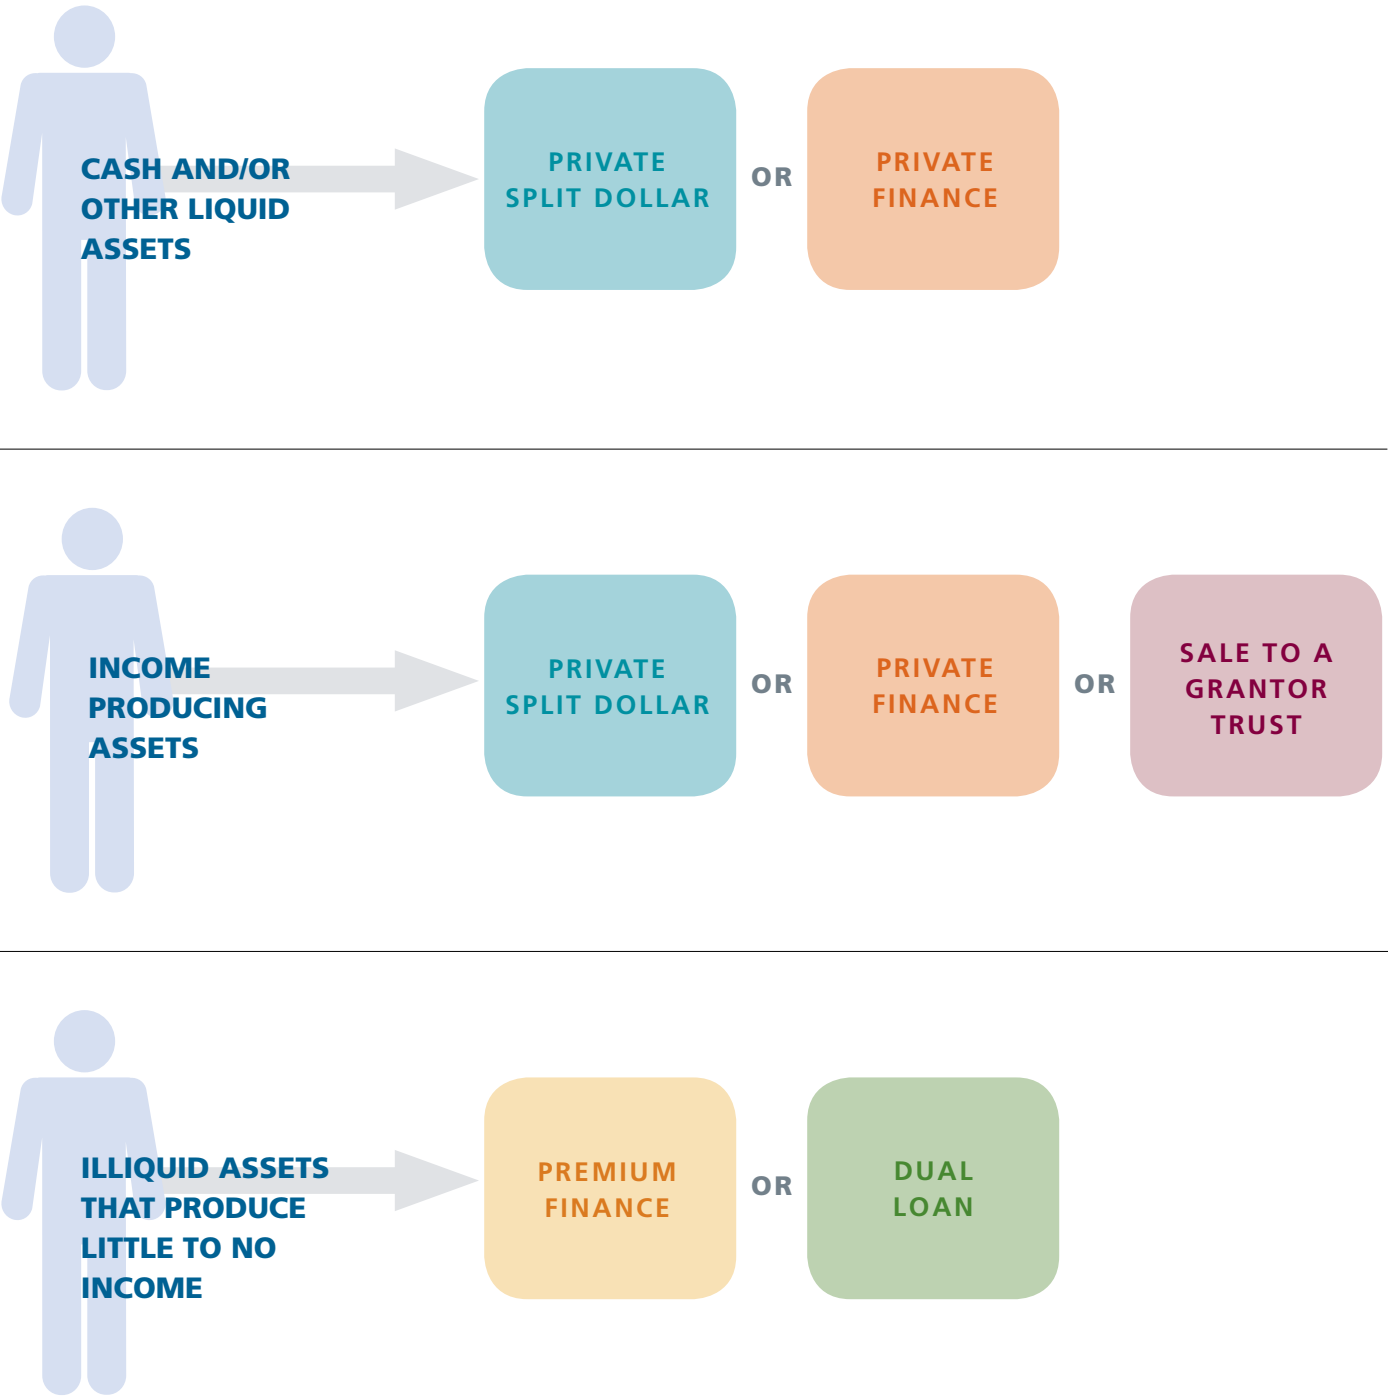 CASH AND/OR
OTHER LIQUID
ASSETS
PRIVATE
SPLIT DOLLAR
OR
PRIVATE
FINANCE
INCOME
PRODUCING
ASSETS
PRIVATE
SPLIT DOLLAR
OR
PRIVATE
FINANCE
OR
SALE TO A
GRANTOR
TRUST
ILLIQUID ASSETS
THAT PRODUCE
LITTLE TO NO
INCOME
PREMIUM
FINANCE
OR
DUAL
LOAN